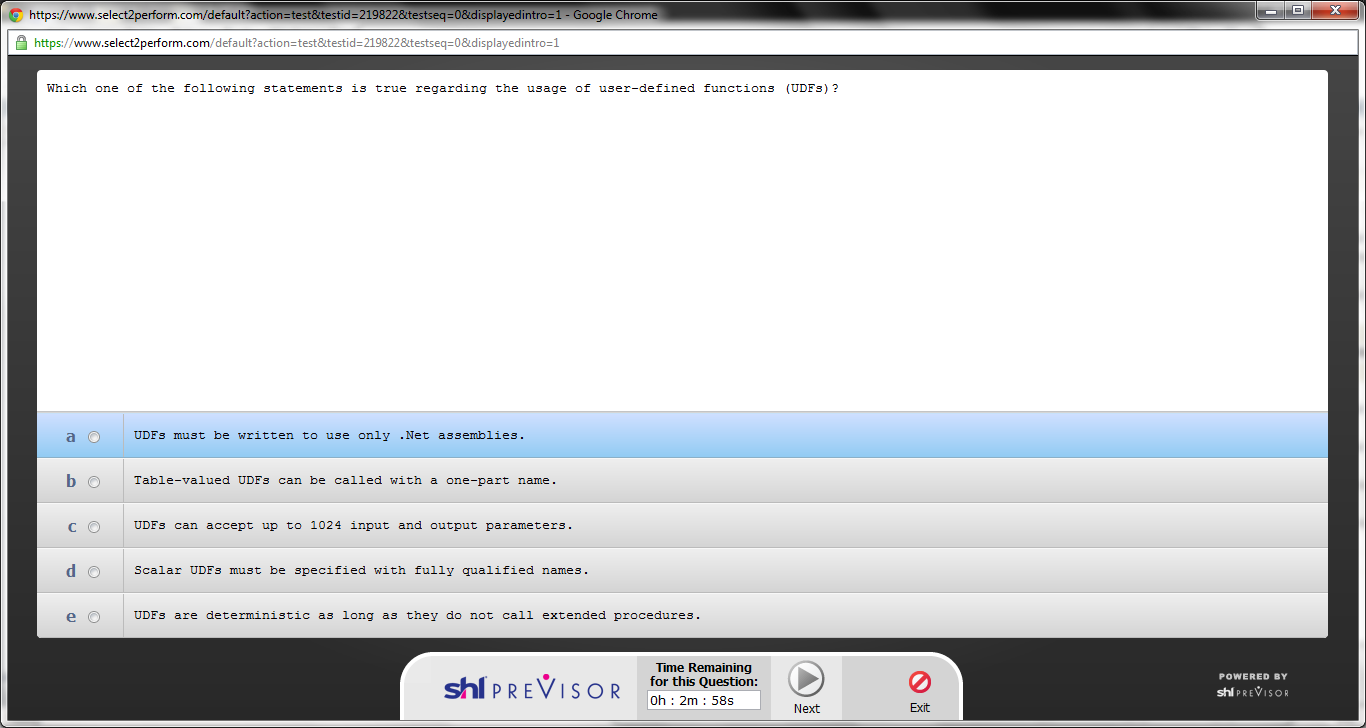 https://www.select2perform.com/default?action=test&testid=219822&testseq=0&displayedintro=1 - Google Chrome
https://www.select2perform.com/default?action=test&testid=219822&testseq=0&displayedintro=1
Which one of the following statements is true regarding the usage of user-defined functions (UDFs)?
a UDFs must be written to use only .Net assemblies.
b Table-valued UDFs can be called with a one-part name.
c UDFs can accept up to 1024 input and output parameters.
d Scalar UDFs must be specified with fully qualified names.
e UDFs are deterministic as long as they do not call extended procedures.
shl PREVISOR
Time Remaining
for this Question:
0h : 2m : 58s
Next
Exit
POWERED BY
shl PREVISOR